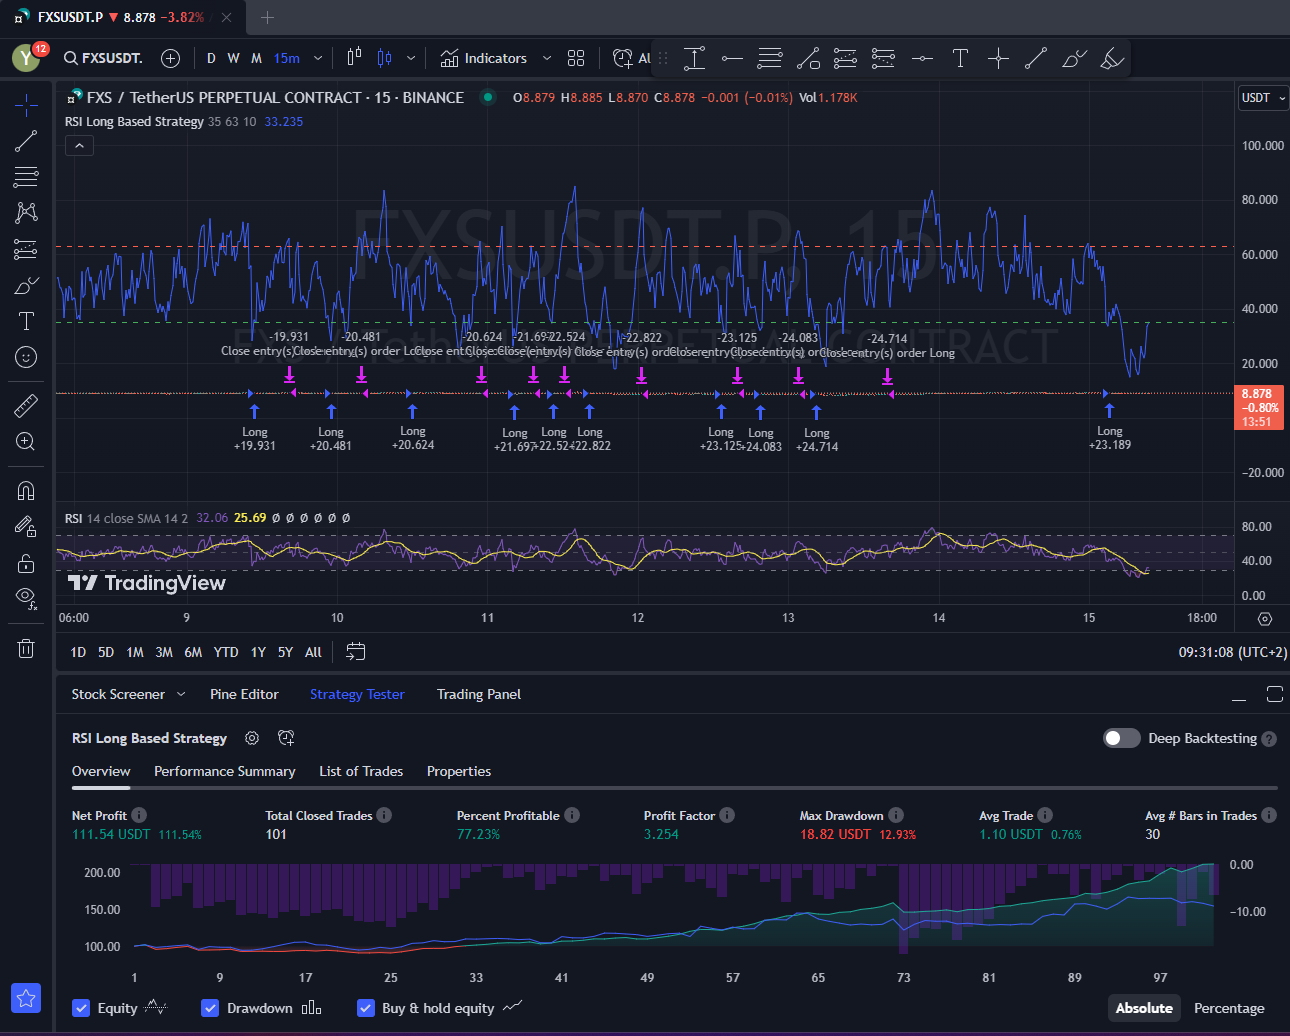 FXSUSDT.P ▼ 8.878 −3.82%
Y 12 FXSUSDT. D W M 15m Indicators Al
FXS / TetherUS PERPETUAL CONTRACT · 15 · BINANCE O8.879 H8.885 L8.870 C8.878 −0.001 (−0.01%) Vol1.178K
USDT
RSI Long Based Strategy 35 63 10 33.235
100.000
80.000
60.000
40.000
20.000
−20.000
FXSUSDT.P, 15
FXS / TetherUS PERPETUAL CONTRACT
-19.931 -20.481 -20.624 -21.697 -22.524 -22.822 -23.125 -24.083 -24.714
Close entry(s) order Long
8.878
−0.80%
13:51
Long Long Long Long Long Long Long Long Long Long
+19.931 +20.481 +20.624 +21.697 +22.524 +22.822 +23.125 +24.083 +24.714 +23.189
RSI 14 close SMA 14 2 32.06 25.69 Ø Ø Ø Ø Ø Ø
80.00
40.00
0.00
TradingView
06:00 9 10 11 12 13 14 15 18:00
1D 5D 1M 3M 6M YTD 1Y 5Y All
09:31:08 (UTC+2)
Stock Screener Pine Editor Strategy Tester Trading Panel
RSI Long Based Strategy
Deep Backtesting
Overview Performance Summary List of Trades Properties
Net Profit Total Closed Trades Percent Profitable Profit Factor Max Drawdown Avg Trade Avg # Bars in Trades
111.54 USDT 111.54% 101 77.23% 3.254 18.82 USDT 12.93% 1.10 USDT 0.76% 30
200.00
150.00
100.00
0.00
−10.00
1 9 17 25 33 41 49 57 65 73 81 89 97
Equity Drawdown Buy & hold equity
Absolute Percentage